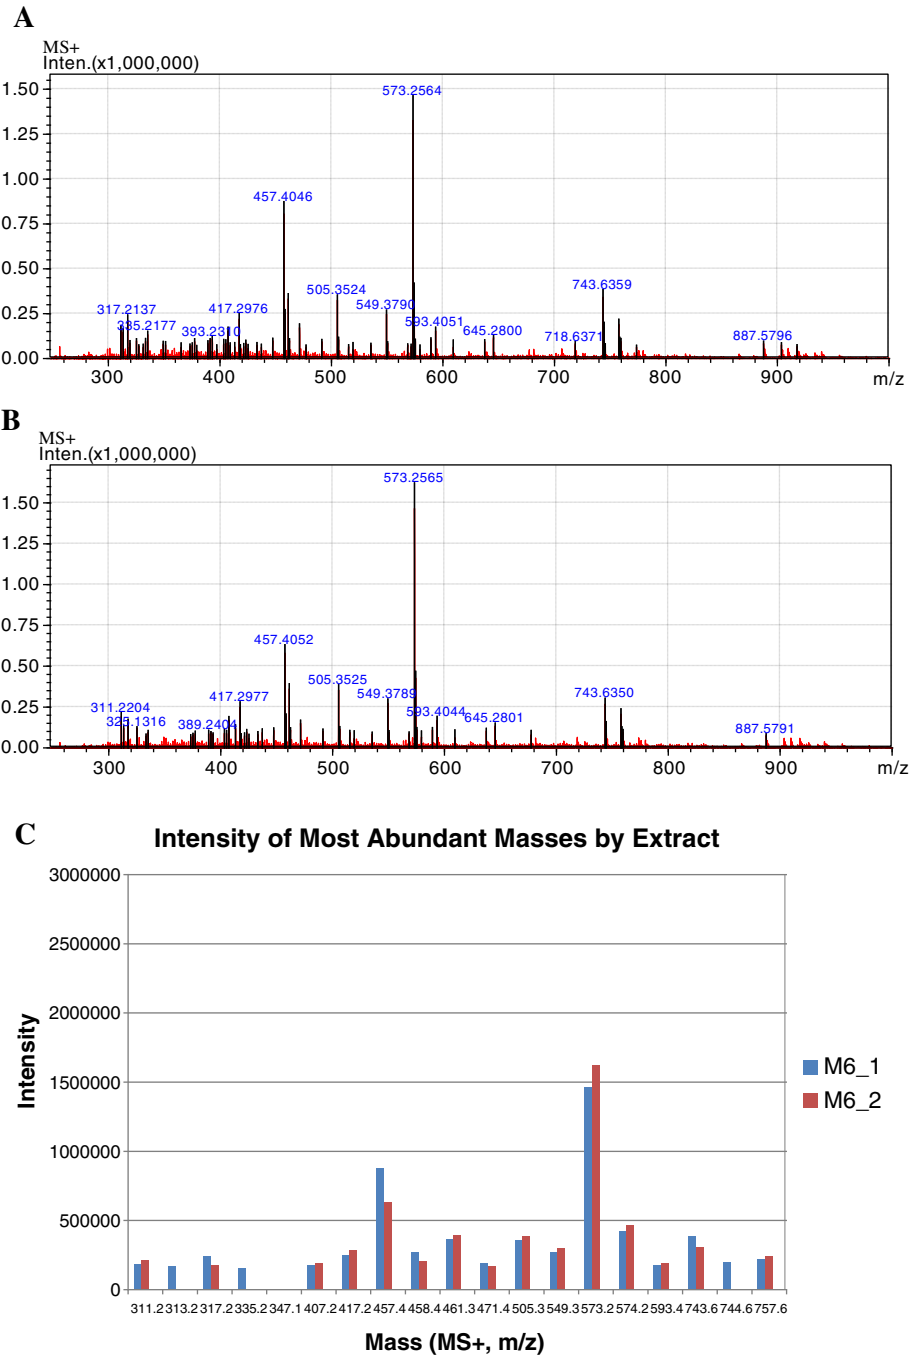 A
MS+
Inten.(x1,000,000)
1.50
1.25
1.00
0.75
0.50
0.25
0.00
573.2564
457.4046
505.3524
743.6359
317.2137
417.2976
549.3790
335.2177
393.2310
593.4051
645.2800
718.6371
887.5796
300 400 500 600 700 800 900
m/z
B
MS+
Inten.(x1,000,000)
1.50
1.25
1.00
0.75
0.50
0.25
0.00
573.2565
457.4052
505.3525
549.3789
743.6350
417.2977
311.2204
325.1316
389.2404
593.4044
645.2801
887.5791
300 400 500 600 700 800 900
m/z
C
Intensity of Most Abundant Masses by Extract
3000000
2500000
2000000
1500000
1000000
500000
0
Intensity
M6_1
M6_2
311.2 313.2 317.2 335.2 347.1 407.2 417.2 457.4 458.4 461.3 471.4 505.3 549.3 573.2 574.2 593.4 743.6 744.6 757.6
Mass (MS+, m/z)